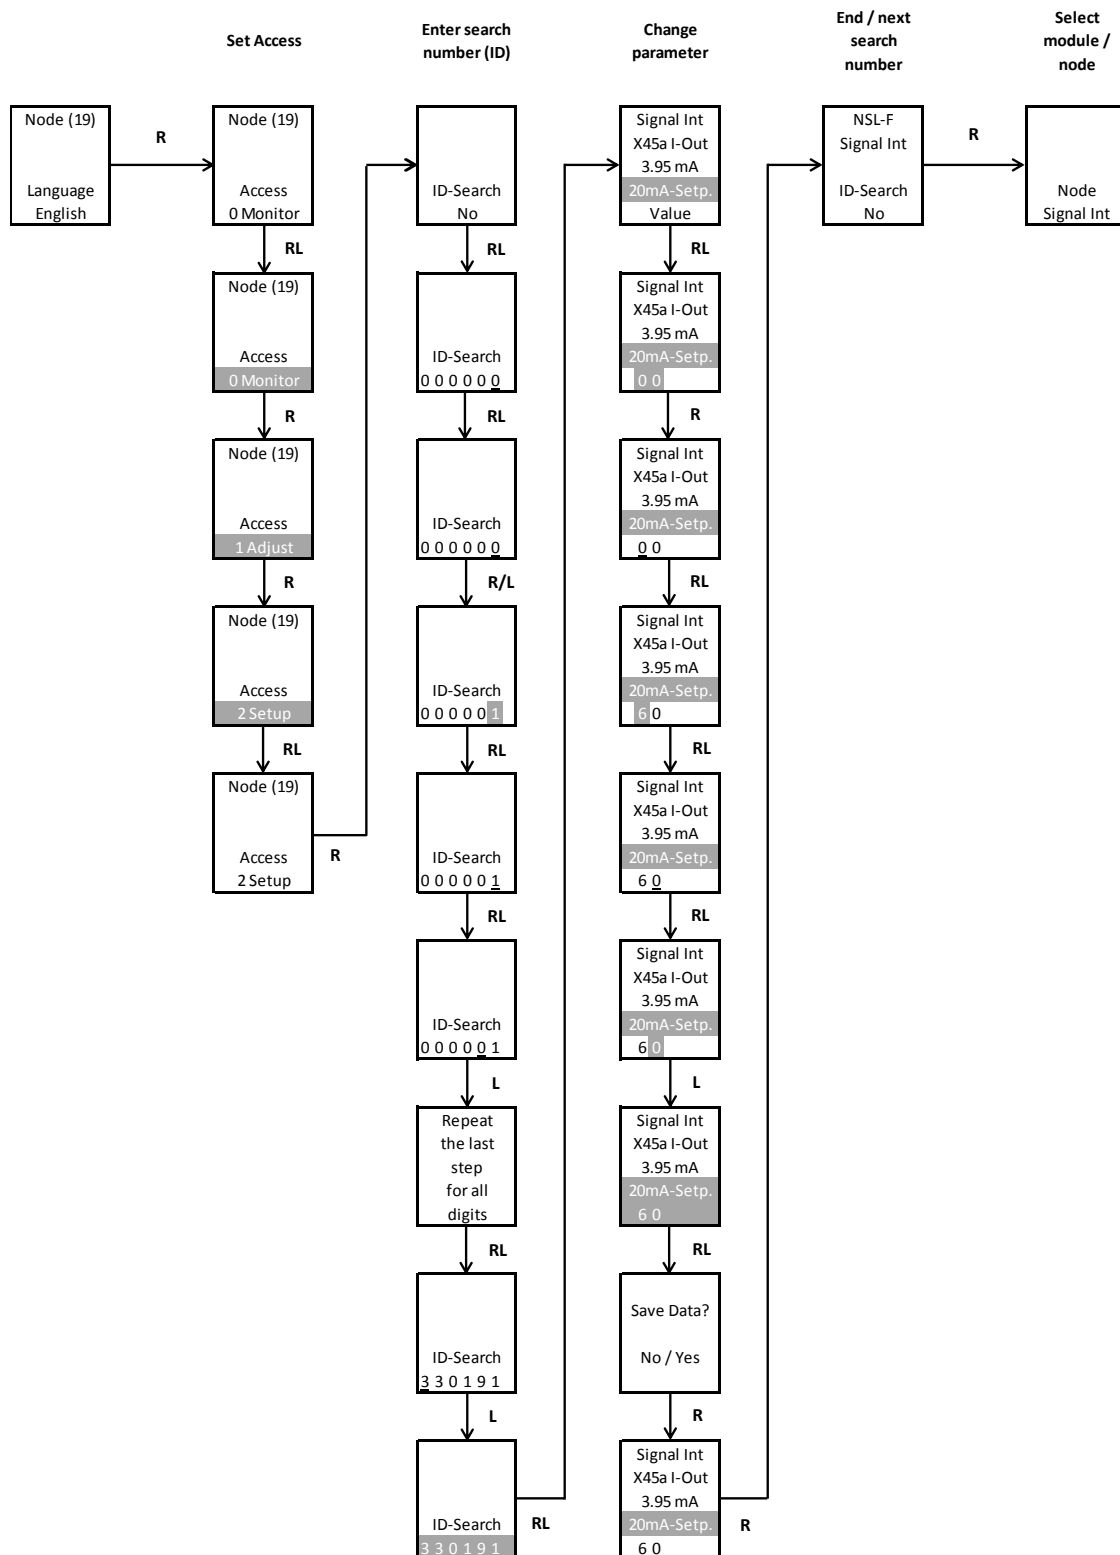 Set Access
Enter search
number (ID)
Change
parameter
End / next
search
number
Select
module /
node
Node (19)
Language
English
R
Node (19)
Access
0 Monitor
RL
Node (19)
Access
0 Monitor
R
Node (19)
Access
1 Adjust
R
Node (19)
Access
2 Setup
RL
Node (19)
Access
2 Setup
R
ID-Search
No
RL
ID-Search
0 0 0 0 0 0
RL
ID-Search
0 0 0 0 0 0
R/L
ID-Search
0 0 0 0 0 1
RL
ID-Search
0 0 0 0 0 1
RL
ID-Search
0 0 0 0 0 1
L
Repeat
the last
step
for all
digits
RL
ID-Search
3 3 0 1 9 1
L
ID-Search
3 3 0 1 9 1
RL
Signal Int
X45a I-Out
3.95 mA
20mA-Setp.
Value
RL
Signal Int
X45a I-Out
3.95 mA
20mA-Setp.
0 0
R
Signal Int
X45a I-Out
3.95 mA
20mA-Setp.
0 0
RL
Signal Int
X45a I-Out
3.95 mA
20mA-Setp.
6 0
RL
Signal Int
X45a I-Out
3.95 mA
20mA-Setp.
6 0
RL
Signal Int
X45a I-Out
3.95 mA
20mA-Setp.
6 0
L
Signal Int
X45a I-Out
3.95 mA
20mA-Setp.
6 0
RL
Save Data?
No / Yes
R
Signal Int
X45a I-Out
3.95 mA
20mA-Setp.
6 0
R
NSL-F
Signal Int
ID-Search
No
R
Node
Signal Int